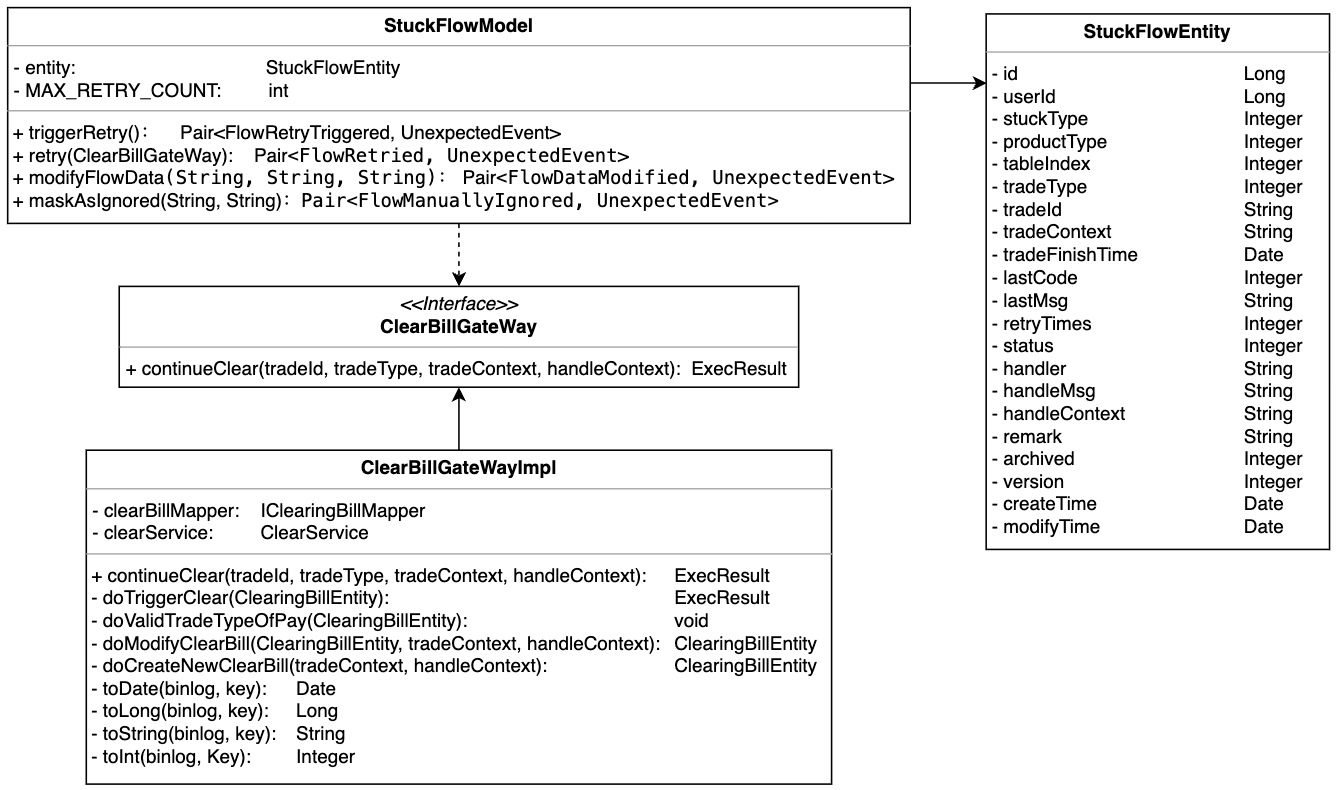 StuckFlowModel
- entity: StuckFlowEntity
- MAX_RETRY_COUNT: int
+ triggerRetry(): Pair<FlowRetryTriggered, UnexpectedEvent>
+ retry(ClearBillGateWay): Pair<FlowRetried, UnexpectedEvent>
+ modifyFlowData(String, String, String): Pair<FlowDataModified, UnexpectedEvent>
+ maskAsIgnored(String, String): Pair<FlowManuallyIgnored, UnexpectedEvent>
StuckFlowEntity
- id Long
- userId Long
- stuckType Integer
- productType Integer
- tableIndex Integer
- tradeType Integer
- tradeId String
- tradeContext String
- tradeFinishTime Date
- lastCode Integer
- lastMsg String
- retryTimes Integer
- status Integer
- handler String
- handleMsg String
- handleContext String
- remark String
- archived Integer
- version Integer
- createTime Date
- modifyTime Date
<<Interface>>
ClearBillGateWay
+ continueClear(tradeId, tradeType, tradeContext, handleContext): ExecResult
ClearBillGateWayImpl
- clearBillMapper: IClearingBillMapper
- clearService: ClearService
+ continueClear(tradeId, tradeType, tradeContext, handleContext): ExecResult
- doTriggerClear(ClearingBillEntity): ExecResult
- doValidTradeTypeOfPay(ClearingBillEntity): void
- doModifyClearBill(ClearingBillEntity, tradeContext, handleContext): ClearingBillEntity
- doCreateNewClearBill(tradeContext, handleContext): ClearingBillEntity
- toDate(binlog, key): Date
- toLong(binlog, key): Long
- toString(binlog, key): String
- toInt(binlog, Key): Integer